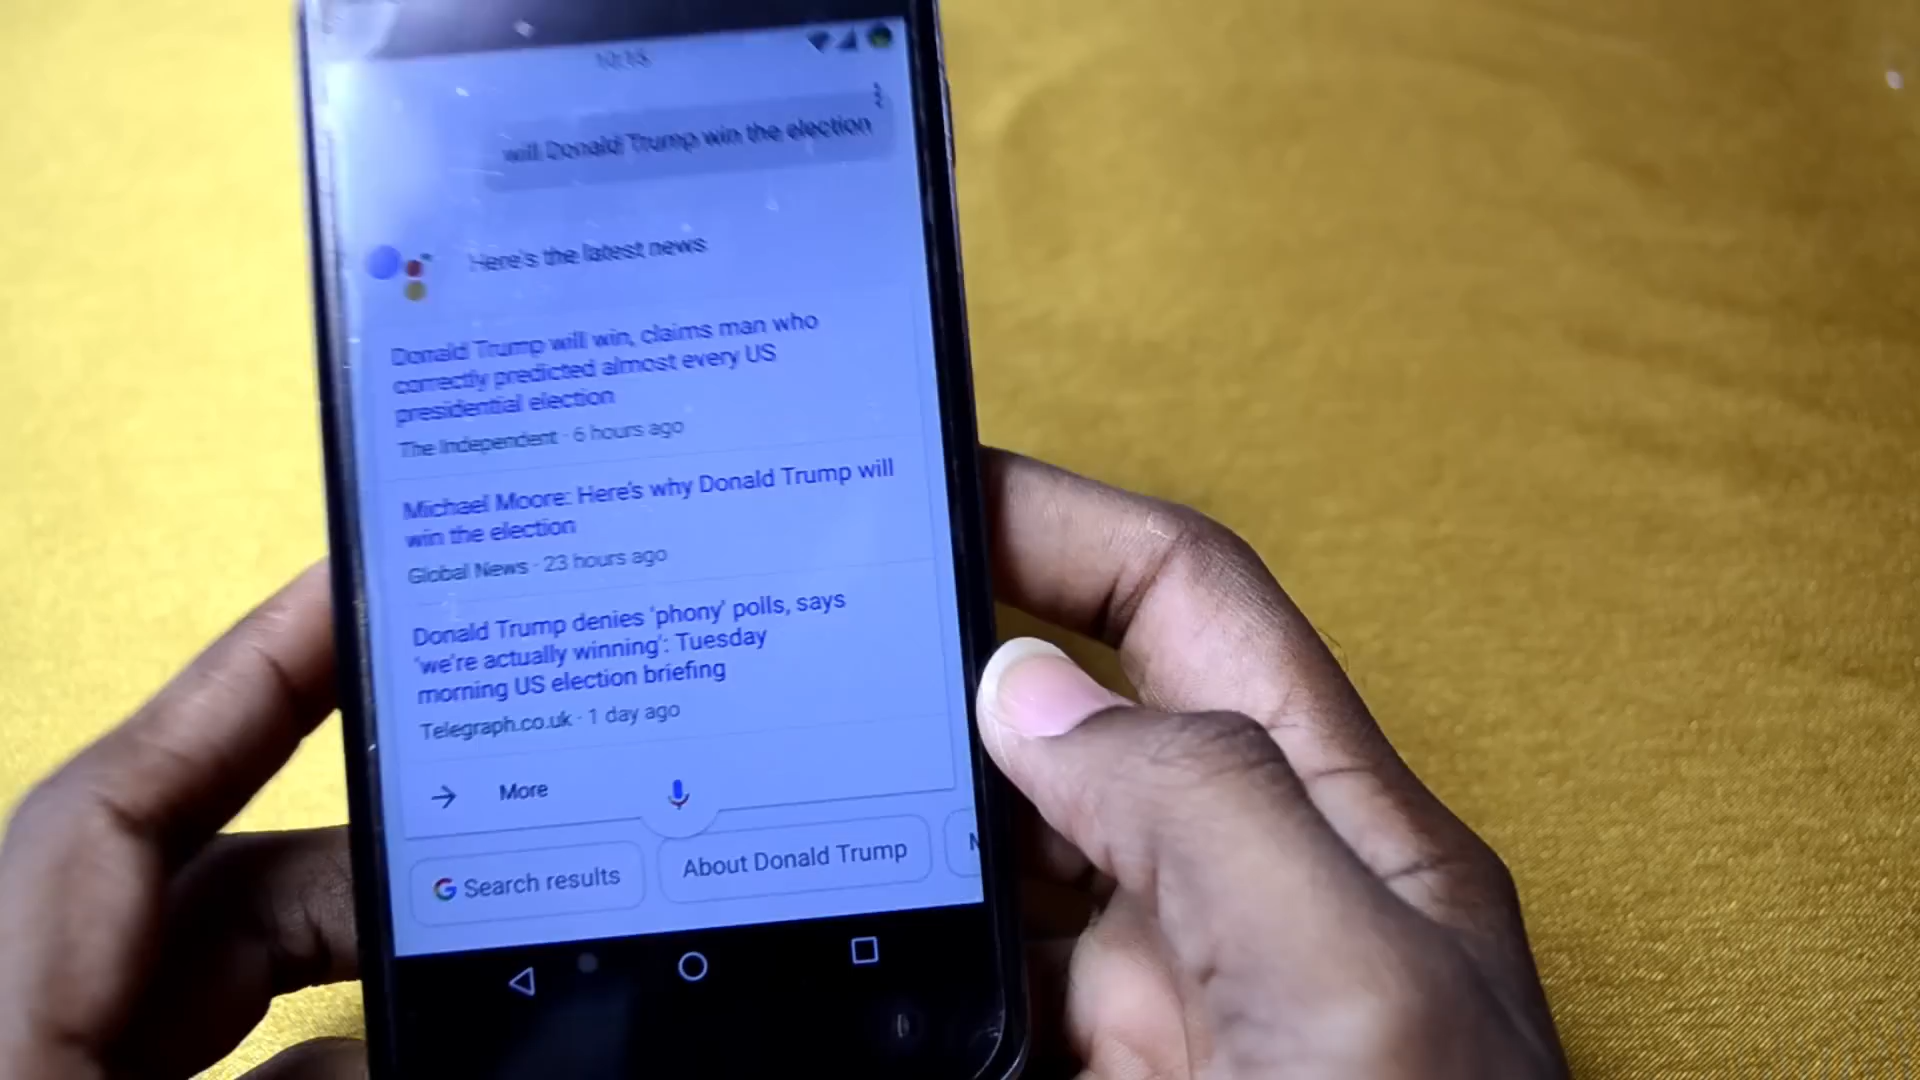 will Donald Trump win the election
Here's the latest news
Donald Trump will win, claims man who
correctly predicted almost every US
presidential election
The Independent · 6 hours ago
Michael Moore: Here's why Donald Trump will
win the election
Global News · 23 hours ago
Donald Trump denies 'phony' polls, says
'we're actually winning': Tuesday
morning US election briefing
Telegraph.co.uk · 1 day ago
More
Search results
About Donald Trump